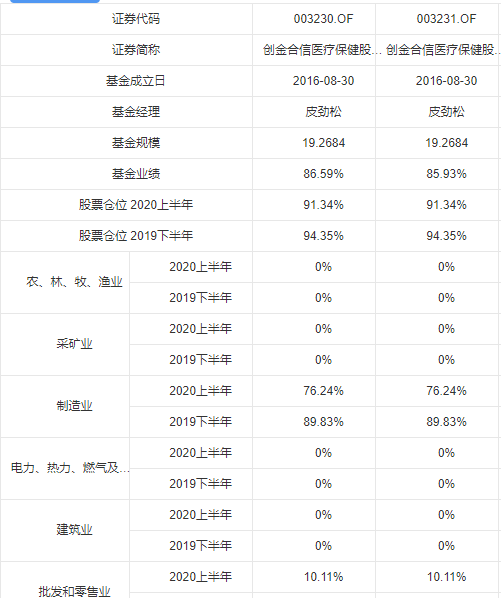 证券代码 003230.OF 003231.OF
证券简称 创金合信医疗保健股... 创金合信医疗保健股...
基金成立日 2016-08-30 2016-08-30
基金经理 皮劲松 皮劲松
基金规模 19.2684 19.2684
基金业绩 86.59% 85.93%
股票仓位 2020上半年 91.34% 91.34%
股票仓位 2019下半年 94.35% 94.35%
农、林、牧、渔业
2020上半年 0% 0%
2019下半年 0% 0%
采矿业
2020上半年 0% 0%
2019下半年 0% 0%
制造业
2020上半年 76.24% 76.24%
2019下半年 89.83% 89.83%
电力、热力、燃气及...
2020上半年 0% 0%
2019下半年 0% 0%
建筑业
2020上半年 0% 0%
2019下半年 0% 0%
批发和零售业
2020上半年 10.11% 10.11%